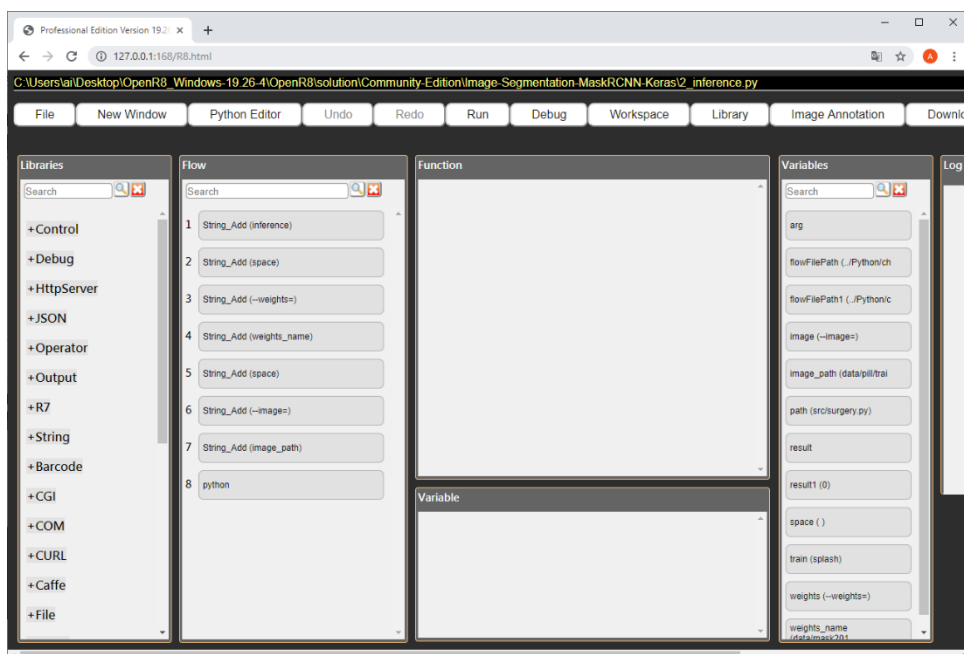 Professional Edition Version 19.2
127.0.0.1:168/R8.html
A
C:\Users\ai\Desktop\OpenR8_Windows-19.26-4\OpenR8\solution\Community-Edition\Image-Segmentation-MaskRCNN-Keras\2_inference.py
File New Window Python Editor Undo Redo Run Debug Workspace Library Image Annotation Downlo
Libraries
Search
+Control
+Debug
+HttpServer
+JSON
+Operator
+Output
+R7
+String
+Barcode
+CGI
+COM
+CURL
+Caffe
+File
Flow
Search
1 String_Add (inference)
2 String_Add (space)
3 String_Add (--weights=)
4 String_Add (weights_name)
5 String_Add (space)
6 String_Add (--image=)
7 String_Add (image_path)
8 python
Function
Variable
Variables
Search
arg
flowFilePath (../Python/ch
flowFilePath1 (../Python/c
image (--image=)
image_path (data/pill/trai
path (src/surgery.py)
result
result1 (0)
space ( )
train (splash)
weights (--weights=)
weights_name
(data/mask201
Log